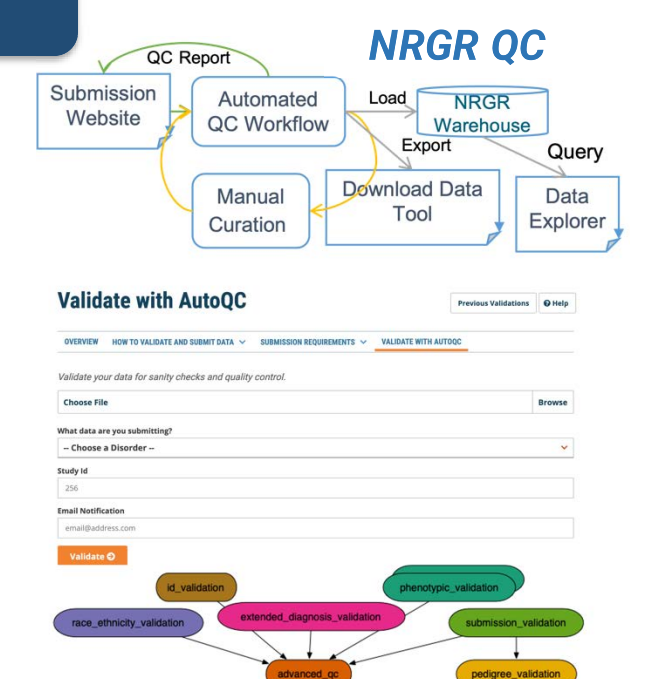 NRGR QC
QC Report
Submission
Website
Automated
QC Workflow
Load
NRGR
Warehouse
Export
Query
Manual
Curation
Download Data
Tool
Data
Explorer
Validate with AutoQC
Previous Validations
Help
OVERVIEW HOW TO VALIDATE AND SUBMIT DATA SUBMISSION REQUIREMENTS VALIDATE WITH AUTOQC
Validate your data for sanity checks and quality control.
Choose File Browse
What data are you submitting?
-- Choose a Disorder --
Study Id
256
Email Notification
email@address.com
Validate
id_validation
phenotypic_validation
race_ethnicity_validation
extended_diagnosis_validation
submission_validation
advanced_qc
pedigree_validation